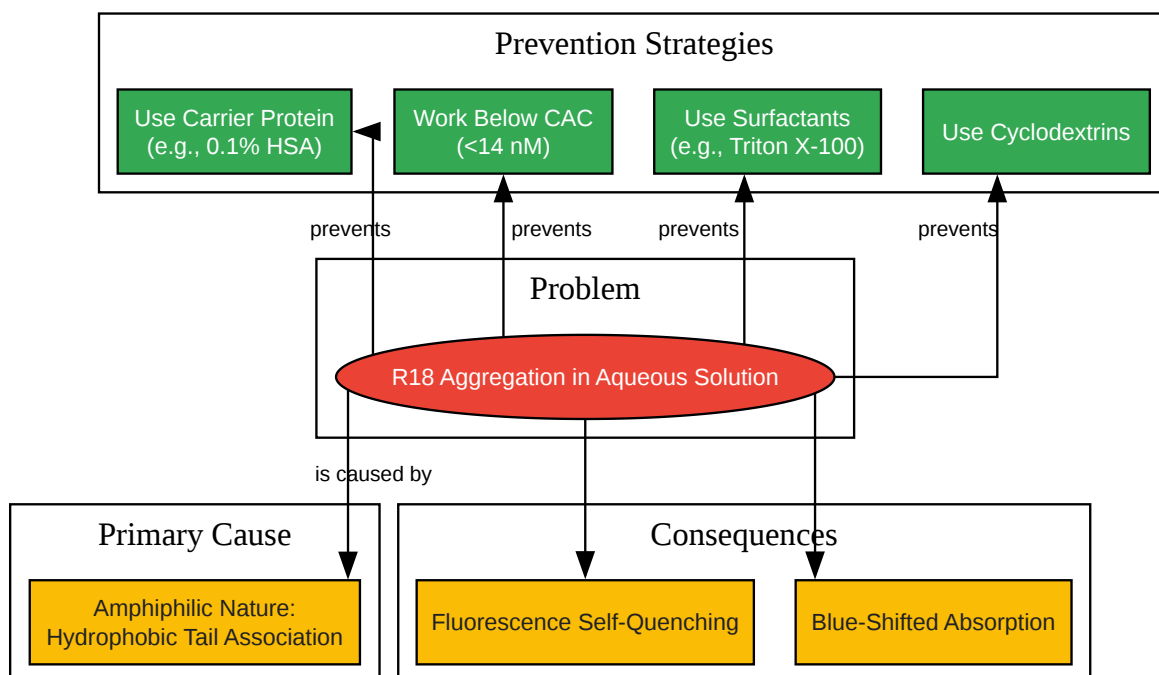 Prevention Strategies
Use Carrier Protein
(e.g., 0.1% HSA)
Work Below CAC
(<14 nM)
Use Surfactants
(e.g., Triton X-100)
Use Cyclodextrins
prevents
prevents
prevents
prevents
Problem
R18 Aggregation in Aqueous Solution
is caused by
Primary Cause
Amphiphilic Nature:
Hydrophobic Tail Association
Consequences
Fluorescence Self-Quenching
Blue-Shifted Absorption